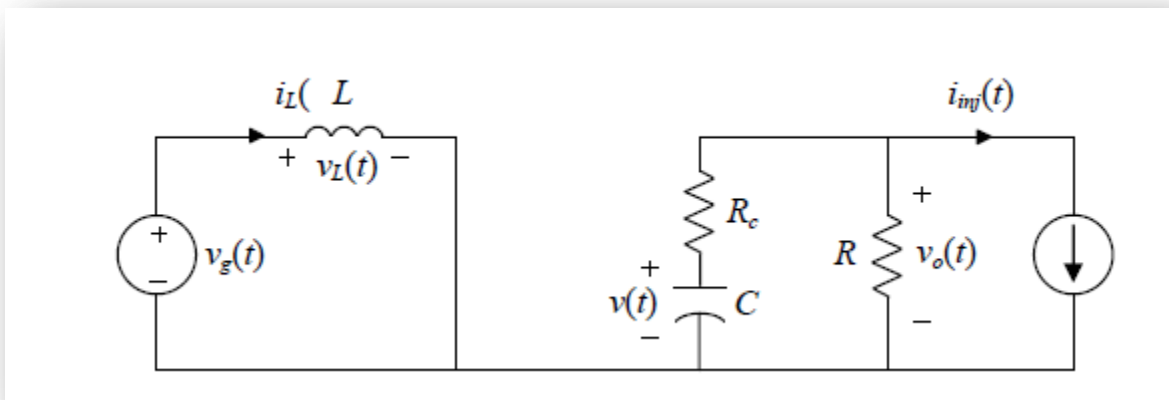 i_L( L
i_inj(t)
+ v_L(t) −
+
R_c
+
−
v_g(t)
R
v_o(t)
+
v(t)
C
−
−